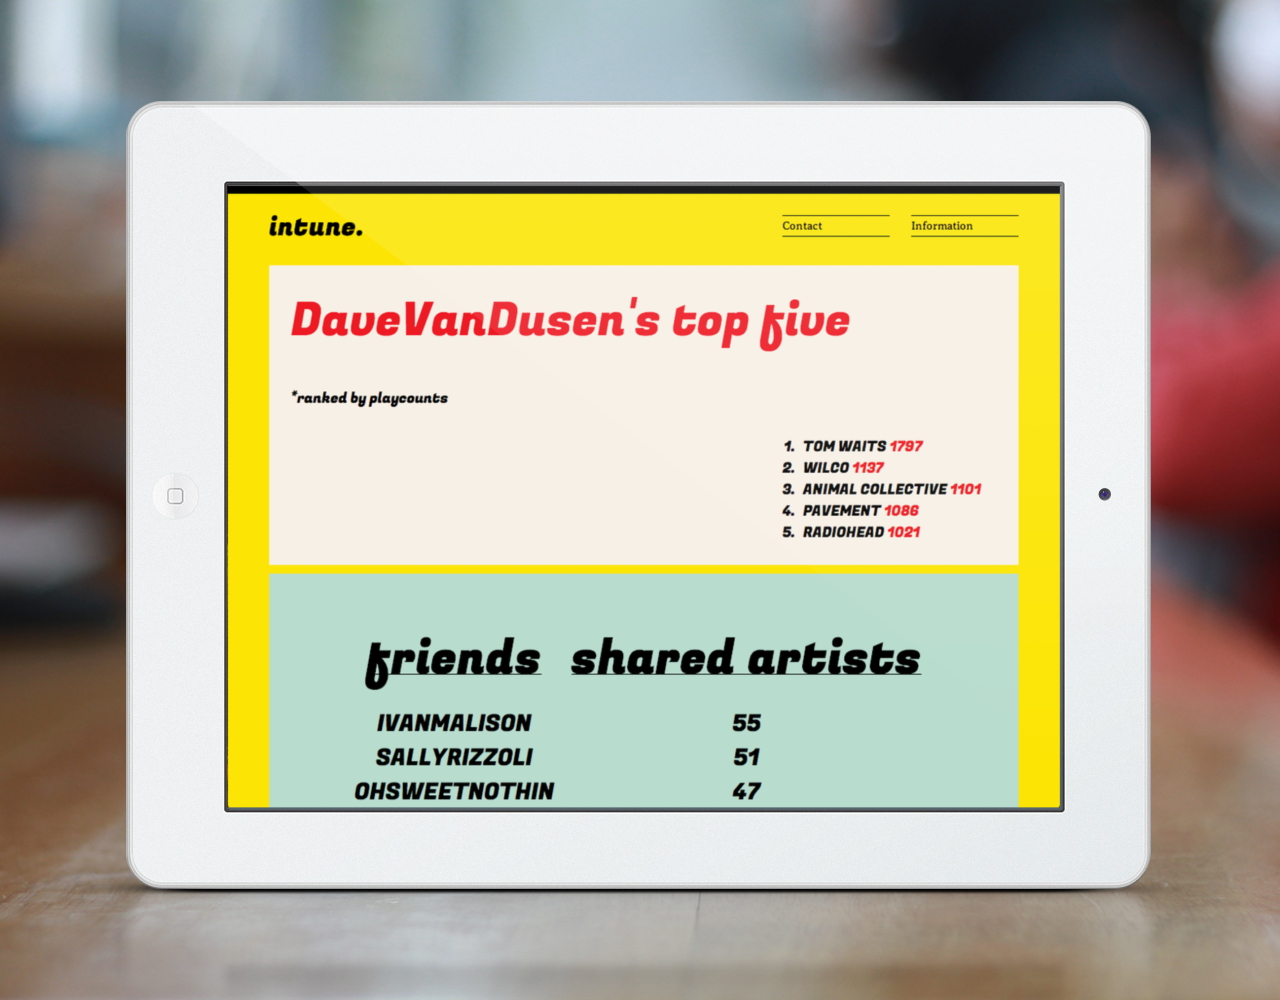 intune.
Contact
Information
DaveVanDusen's top five
*ranked by playcounts
1. TOM WAITS 1797
2. WILCO 1137
3. ANIMAL COLLECTIVE 1101
4. PAVEMENT 1086
5. RADIOHEAD 1021
friends shared artists
IVANMALISON 55
SALLYRIZZOLI 51
OHSWEETNOTHIN 47